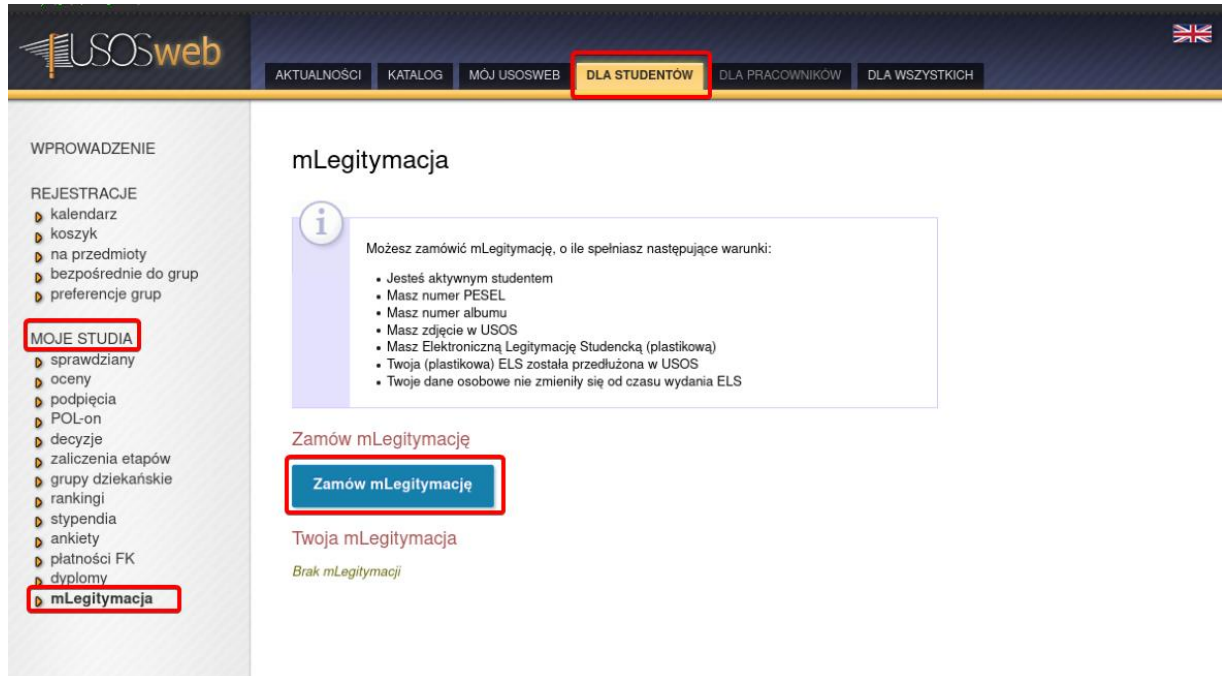 USOSweb
AKTUALNOŚCI KATALOG MÓJ USOSWEB DLA STUDENTÓW DLA PRACOWNIKÓW DLA WSZYSTKICH
WPROWADZENIE
REJESTRACJE
kalendarz
koszyk
na przedmioty
bezpośrednie do grup
preferencje grup
MOJE STUDIA
sprawdziany
oceny
podpięcia
POL-on
decyzje
zaliczenia etapów
grupy dziekańskie
rankingi
stypendia
ankiety
płatności FK
dyplomy
mLegitymacja
mLegitymacja
i
Możesz zamówić mLegitymację, o ile spełniasz następujące warunki:
• Jesteś aktywnym studentem
• Masz numer PESEL
• Masz numer albumu
• Masz zdjęcie w USOS
• Masz Elektroniczną Legitymację Studencką (plastikową)
• Twoja (plastikowa) ELS została przedłużona w USOS
• Twoje dane osobowe nie zmieniły się od czasu wydania ELS
Zamów mLegitymację
Zamów mLegitymację
Twoja mLegitymacja
Brak mLegitymacji